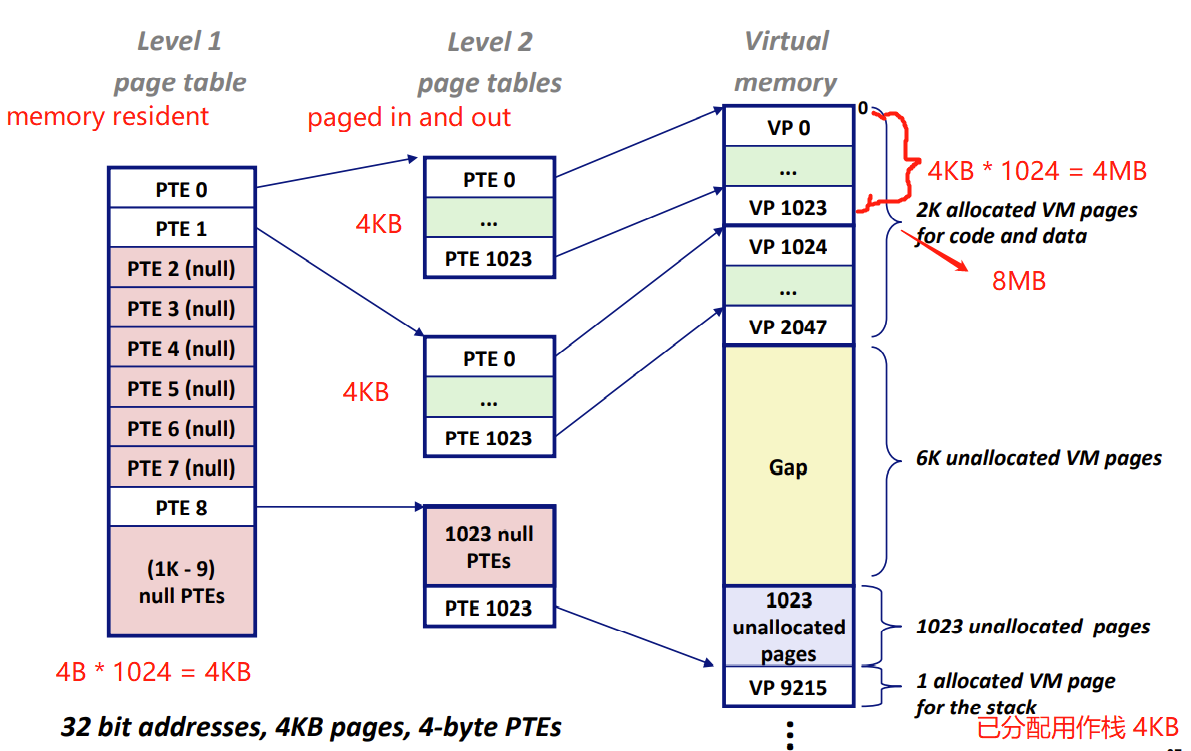 Level 1
page table
memory resident
PTE 0
PTE 1
PTE 2 (null)
PTE 3 (null)
PTE 4 (null)
PTE 5 (null)
PTE 6 (null)
PTE 7 (null)
PTE 8
(1K - 9)
null PTEs
4B * 1024 = 4KB
Level 2
page tables
paged in and out
4KB
PTE 0
...
PTE 1023
4KB
PTE 0
...
PTE 1023
1023 null
PTEs
PTE 1023
Virtual
memory
0
VP 0
...
VP 1023
VP 1024
...
VP 2047
Gap
1023
unallocated
pages
VP 9215
4KB * 1024 = 4MB
2K allocated VM pages
for code and data
8MB
6K unallocated VM pages
1023 unallocated pages
1 allocated VM page
for the stack
已分配用作栈 4KB
32 bit addresses, 4KB pages, 4-byte PTEs